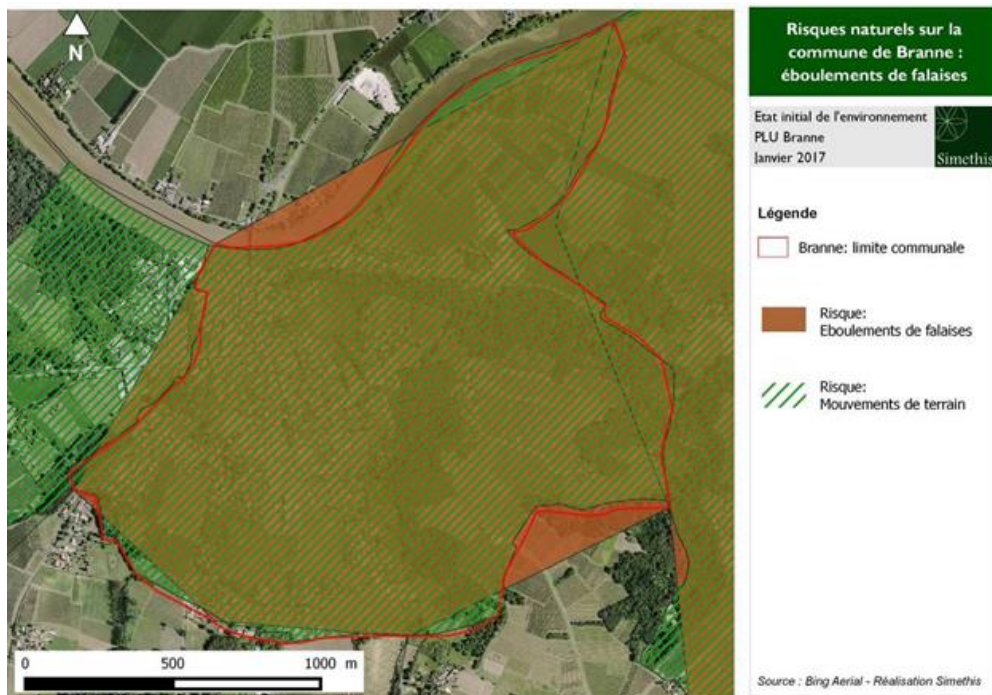 N
0 500 1000 m
Risques naturels sur la
commune de Branne :
éboulements de falaises
Etat initial de l'environnement
PLU Branne
Janvier 2017
Simethis
Légende
Branne: limite communale
Risque:
Eboulements de falaises
Risque:
Mouvements de terrain
Source : Bing Aerial - Réalisation Simethis